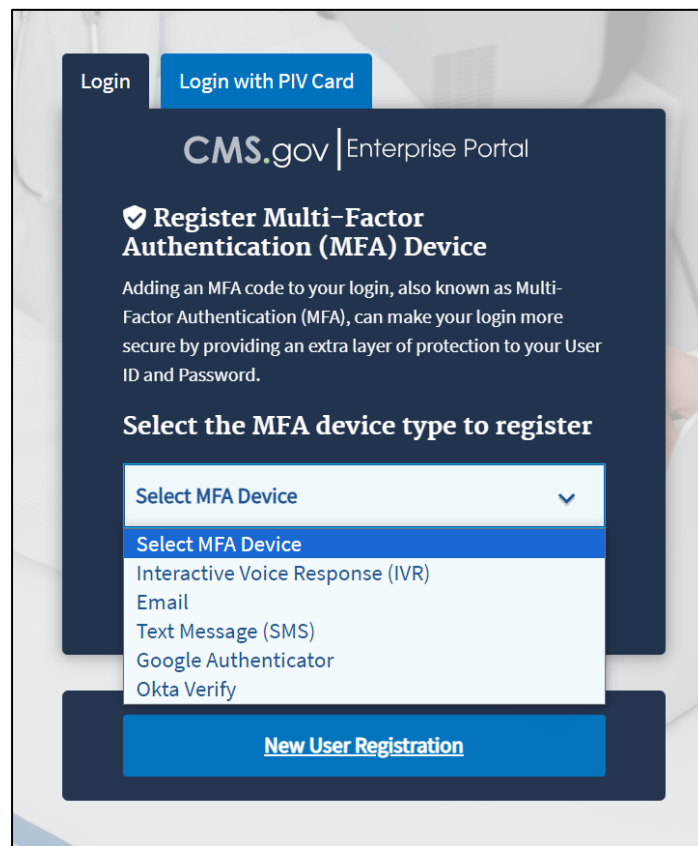 Login
Login with PIV Card
CMS.gov Enterprise Portal
Register Multi-Factor
Authentication (MFA) Device
Adding an MFA code to your login, also known as Multi-
Factor Authentication (MFA), can make your login more
secure by providing an extra layer of protection to your User
ID and Password.
Select the MFA device type to register
Select MFA Device
Select MFA Device
Interactive Voice Response (IVR)
Email
Text Message (SMS)
Google Authenticator
Okta Verify
New User Registration